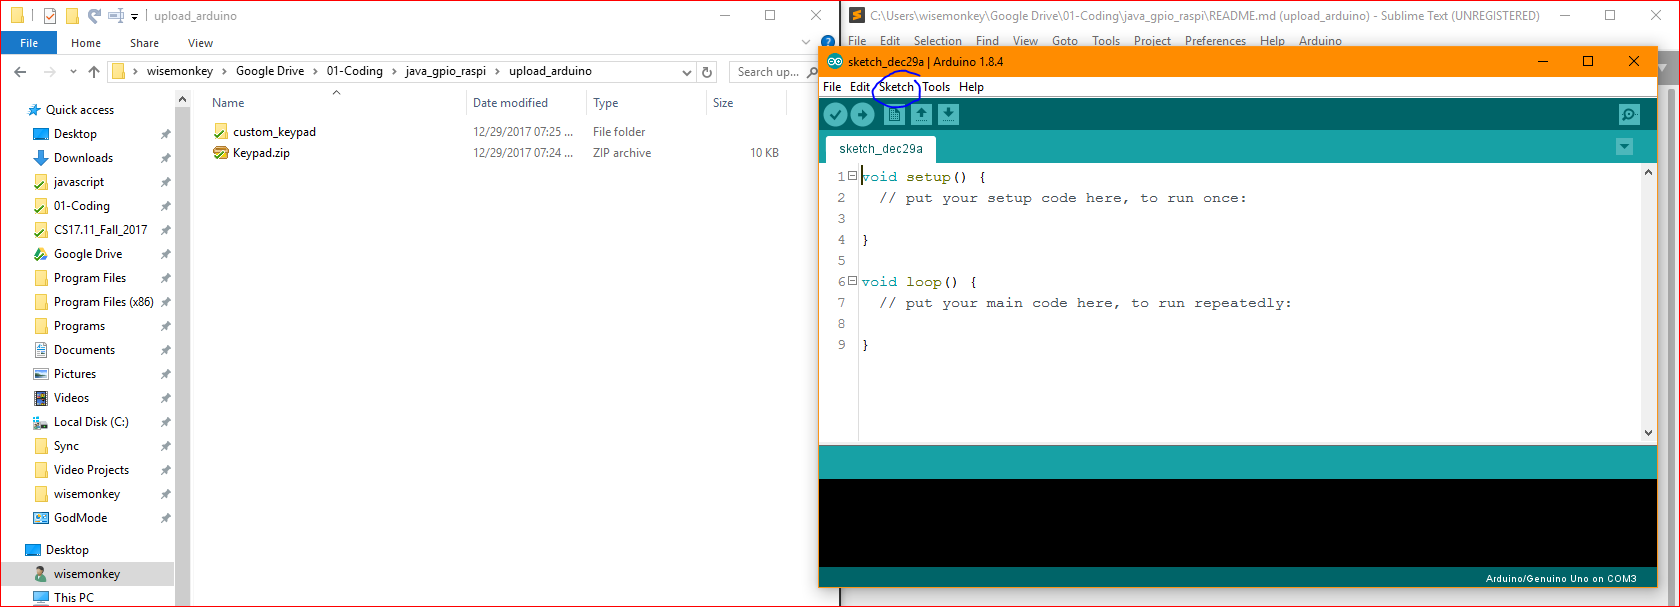 upload_arduino
File Home Share View
wisemonkey Google Drive 01-Coding java_gpio_raspi upload_arduino
Search up...
Quick access
Desktop
Downloads
javascript
01-Coding
CS17.11_Fall_2017
Google Drive
Program Files
Program Files (x86)
Programs
Documents
Pictures
Videos
Local Disk (C:)
Sync
Video Projects
wisemonkey
GodMode
Desktop
wisemonkey
This PC
Name Date modified Type Size
custom_keypad 12/29/2017 07:25 ... File folder
Keypad.zip 12/29/2017 07:24 ... ZIP archive 10 KB
C:\Users\wisemonkey\Google Drive\01-Coding\java_gpio_raspi\README.md (upload_arduino) - Sublime Text (UNREGISTERED)
File Edit Selection Find View Goto Tools Project Preferences Help Arduino
sketch_dec29a | Arduino 1.8.4
File Edit Sketch Tools Help
sketch_dec29a
1 void setup() {
2 // put your setup code here, to run once:
3
4 }
5
6 void loop() {
7 // put your main code here, to run repeatedly:
8
9 }
Arduino/Genuino Uno on COM3